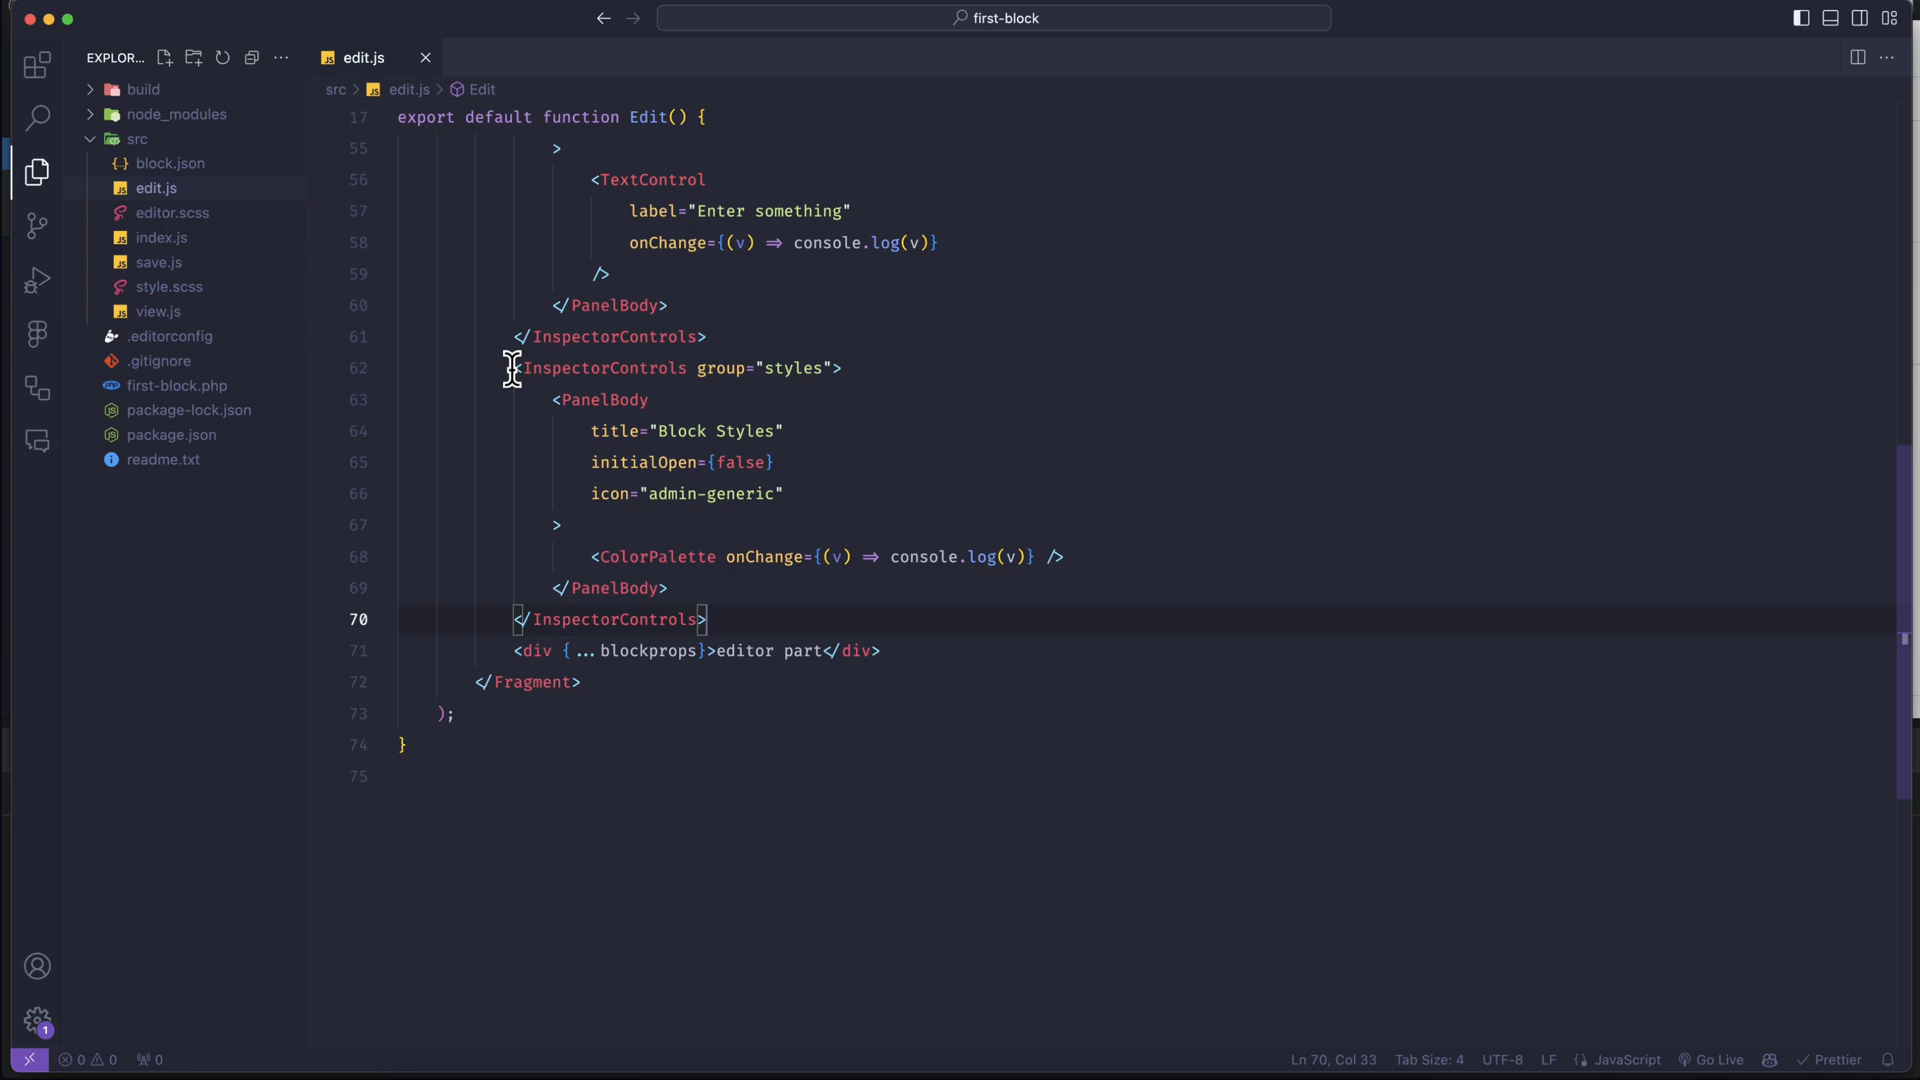 first-block
EXPLOR...
build
node_modules
src
block.json
edit.js
editor.scss
index.js
save.js
style.scss
view.js
.editorconfig
.gitignore
first-block.php
package-lock.json
package.json
readme.txt
1
edit.js
src > edit.js > Edit
17 export default function Edit() {
55 >
56 <TextControl
57 label="Enter something"
58 onChange={(v) => console.log(v)}
59 />
60 </PanelBody>
61 </InspectorControls>
62 <InspectorControls group="styles">
63 <PanelBody
64 title="Block Styles"
65 initialOpen={false}
66 icon="admin-generic"
67 >
68 <ColorPalette onChange={(v) => console.log(v)} />
69 </PanelBody>
70 </InspectorControls>
71 <div {...blockprops}>editor part</div>
72 </Fragment>
73 );
74 }
75
0 0 0 Ln 70, Col 33 Tab Size: 4 UTF-8 LF {} JavaScript Go Live Prettier